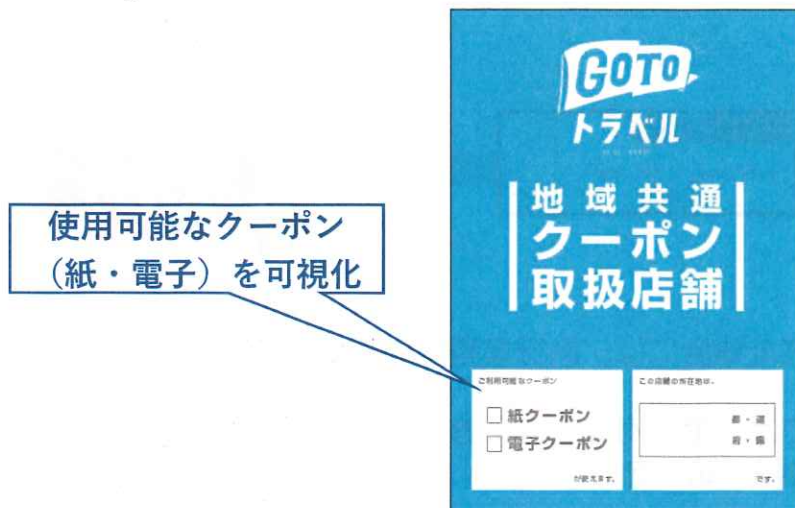 使用可能なクーポン
（紙・電子）を可視化
GOTO
トラベル
地域共通
クーポン
取扱店舗
ご利用可能なクーポン
□紙クーポン
□電子クーポン
が使えます。
この店舗の所在地は、
都・道
府・県
です。